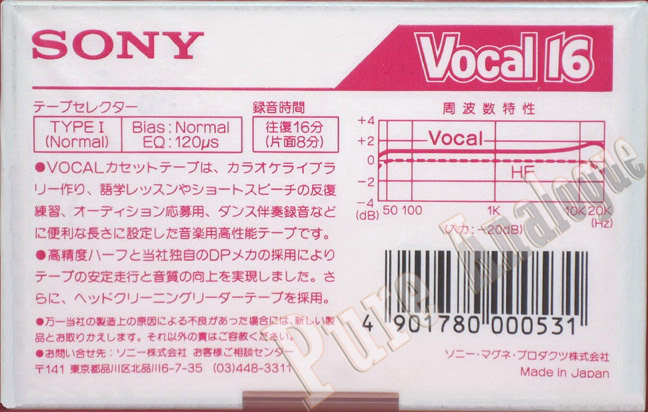 SONY
Vocal 16
テープセレクター
TYPE I
(Normal)
Bias: Normal
EQ: 120μs
録音時間
往復16分
(片面8分)
●VOCALカセットテープは、カラオケライブラ
リー作り、語学レッスンやショートスピーチの反復
練習、オーディション応募用、ダンス伴奏録音などに
に便利な長さに設定した音楽用高性能テープです。
●高精度ハーフと当社独自のDPメカの採用により
テープの安定走行と音質の向上を実現しました。さ
らに、ヘッドクリーニングリーダーテープを採用。
●万一当社の製造上の原因による不良があった場合には、新しい製
品とお取りかえします。それ以外の責はご容赦ください。
●お問い合せ先：ソニー株式会社 お客様ご相談センター
〒141 東京都品川区北品川6-7-35 (03)448-3311
周波数特性
+4
+2
0
-2
-4
(dB)
Vocal
HF
50 100 1K 10K 20K
(Hz)
(入力：-20dB)
4 901780 000531
ソニー・マグネ・プロダクツ株式会社
Made in Japan
Pure Analogue